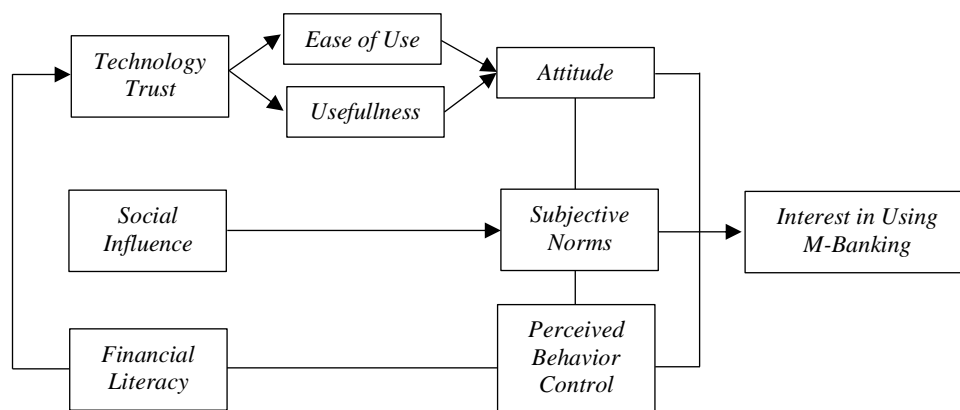 Technology
Trust
Ease of Use
Usefullness
Attitude
Social
Influence
Subjective
Norms
Interest in Using
M-Banking
Financial
Literacy
Perceived
Behavior
Control